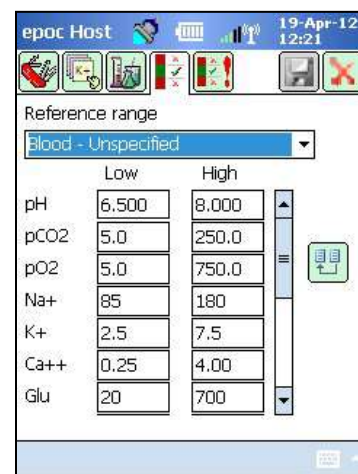 epoc Host 19-Apr-12
12:21
Reference range
Blood - Unspecified
Low High
pH 6.500 8.000
pCO2 5.0 250.0
pO2 5.0 750.0
Na+ 85 180
K+ 2.5 7.5
Ca++ 0.25 4.00
Glu 20 700